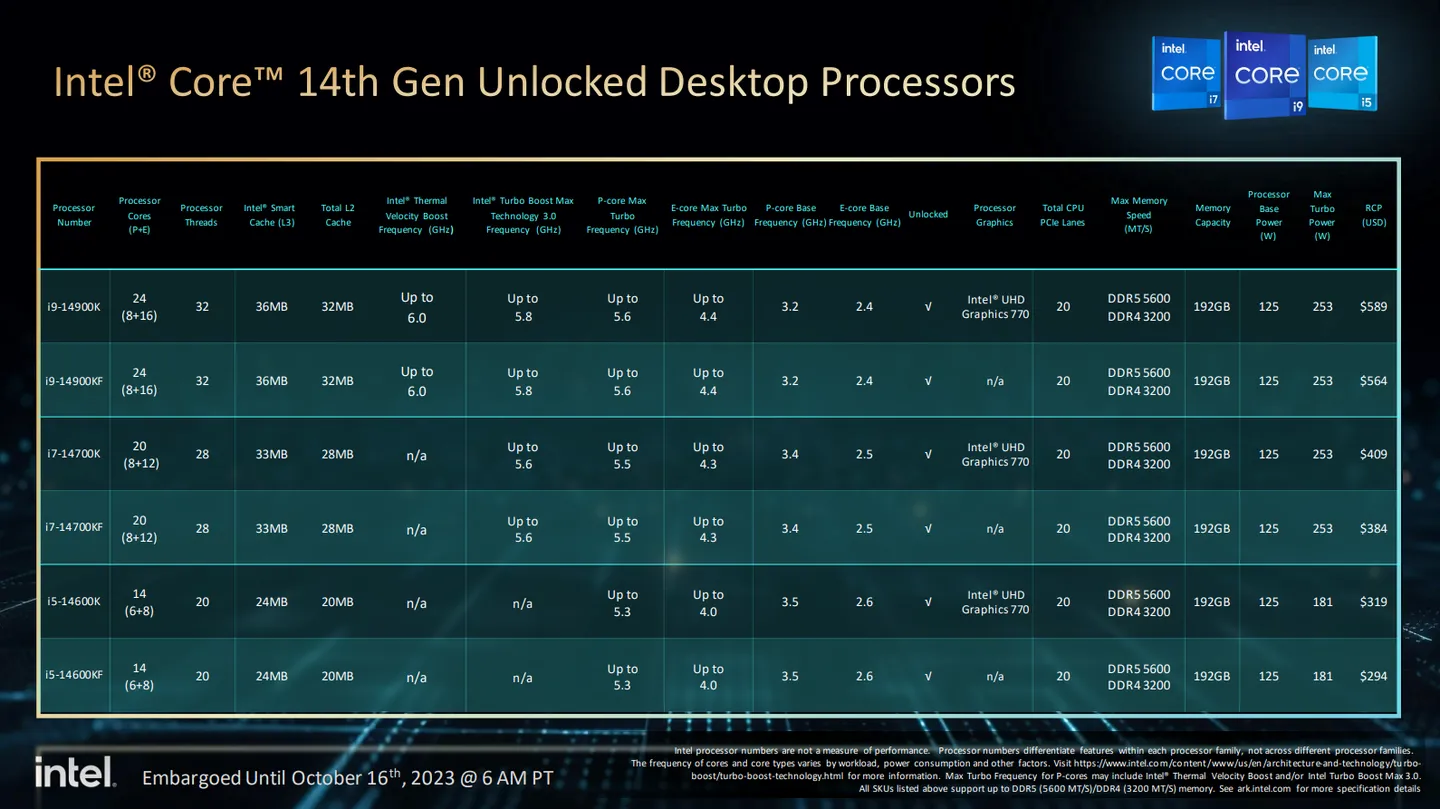 Intel® Core™ 14th Gen Unlocked Desktop Processors
intel. CORE i7
intel. CORE i9
intel. CORE i5
Processor Number | Processor Cores (P+E) | Processor Threads | Intel® Smart Cache (L3) | Total L2 Cache | Intel® Thermal Velocity Boost Frequency (GHz) | Intel® Turbo Boost Max Technology 3.0 Frequency (GHz) | P-core Max Turbo Frequency (GHz) | E-core Max Turbo Frequency (GHz) | P-core Base Frequency (GHz) | E-core Base Frequency (GHz) | Unlocked | Processor Graphics | Total CPU PCIe Lanes | Max Memory Speed (MT/S) | Memory Capacity | Processor Base Power (W) | Max Turbo Power (W) | RCP (USD)
i9-14900K | 24 (8+16) | 32 | 36MB | 32MB | Up to 6.0 | Up to 5.8 | Up to 5.6 | Up to 4.4 | 3.2 | 2.4 | √ | Intel® UHD Graphics 770 | 20 | DDR5 5600 DDR4 3200 | 192GB | 125 | 253 | $589
i9-14900KF | 24 (8+16) | 32 | 36MB | 32MB | Up to 6.0 | Up to 5.8 | Up to 5.6 | Up to 4.4 | 3.2 | 2.4 | √ | n/a | 20 | DDR5 5600 DDR4 3200 | 192GB | 125 | 253 | $564
i7-14700K | 20 (8+12) | 28 | 33MB | 28MB | n/a | Up to 5.6 | Up to 5.5 | Up to 4.3 | 3.4 | 2.5 | √ | Intel® UHD Graphics 770 | 20 | DDR5 5600 DDR4 3200 | 192GB | 125 | 253 | $409
i7-14700KF | 20 (8+12) | 28 | 33MB | 28MB | n/a | Up to 5.6 | Up to 5.5 | Up to 4.3 | 3.4 | 2.5 | √ | n/a | 20 | DDR5 5600 DDR4 3200 | 192GB | 125 | 253 | $384
i5-14600K | 14 (6+8) | 20 | 24MB | 20MB | n/a | n/a | Up to 5.3 | Up to 4.0 | 3.5 | 2.6 | √ | Intel® UHD Graphics 770 | 20 | DDR5 5600 DDR4 3200 | 192GB | 125 | 181 | $319
i5-14600KF | 14 (6+8) | 20 | 24MB | 20MB | n/a | n/a | Up to 5.3 | Up to 4.0 | 3.5 | 2.6 | √ | n/a | 20 | DDR5 5600 DDR4 3200 | 192GB | 125 | 181 | $294
intel.
Embargoed Until October 16th, 2023 @ 6 AM PT
Intel processor numbers are not a measure of performance. Processor numbers differentiate features within each processor family, not across different processor families.
The frequency of cores and core types varies by workload, power consumption and other factors. Visit https://www.intel.com/content/www/us/en/architecture-and-technology/turbo-
boost/turbo-boost-technology.html for more information. Max Turbo Frequency for P-cores may include Intel® Thermal Velocity Boost and/or Intel Turbo Boost Max 3.0.
All SKUs listed above support up to DDR5 (5600 MT/S)/DDR4 (3200 MT/S) memory. See ark.intel.com for more specification details